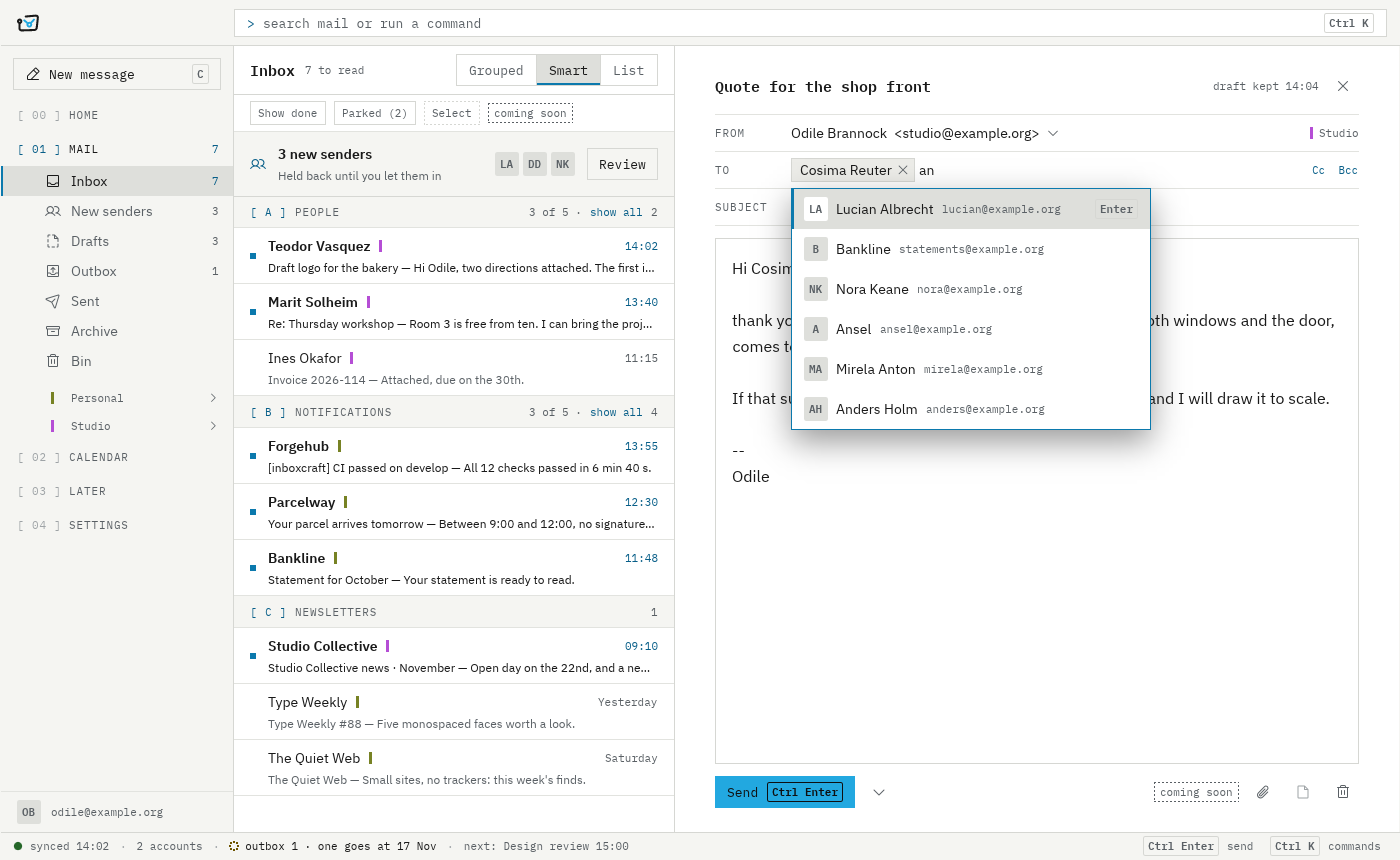 > search mail or run a command Ctrl K
New message C
[ 00 ] HOME
[ 01 ] MAIL 7
Inbox 7
New senders 3
Drafts 3
Outbox 1
Sent
Archive
Bin
Personal
Studio
[ 02 ] CALENDAR
[ 03 ] LATER
[ 04 ] SETTINGS
OB odile@example.org
Inbox 7 to read Grouped Smart List
Show done Parked (2) Select coming soon
3 new senders
Held back until you let them in
LA DD NK Review
[ A ] PEOPLE 3 of 5 · show all 2
Teodor Vasquez 14:02
Draft logo for the bakery — Hi Odile, two directions attached. The first i…
Marit Solheim 13:40
Re: Thursday workshop — Room 3 is free from ten. I can bring the proj…
Ines Okafor 11:15
Invoice 2026-114 — Attached, due on the 30th.
[ B ] NOTIFICATIONS 3 of 5 · show all 4
Forgehub 13:55
[inboxcraft] CI passed on develop — All 12 checks passed in 6 min 40 s.
Parcelway 12:30
Your parcel arrives tomorrow — Between 9:00 and 12:00, no signature…
Bankline 11:48
Statement for October — Your statement is ready to read.
[ C ] NEWSLETTERS 1
Studio Collective 09:10
Studio Collective news · November — Open day on the 22nd, and a ne…
Type Weekly Yesterday
Type Weekly #88 — Five monospaced faces worth a look.
The Quiet Web Saturday
The Quiet Web — Small sites, no trackers: this week's finds.
Quote for the shop front draft kept 14:04
FROM Odile Brannock <studio@example.org> Studio
TO Cosima Reuter an Cc Bcc
SUBJECT
LA Lucian Albrecht lucian@example.org Enter
B Bankline statements@example.org
NK Nora Keane nora@example.org
A Ansel ansel@example.org
MA Mirela Anton mirela@example.org
AH Anders Holm anders@example.org
Hi
thank windows and the door,
comes
If that and I will draw it to scale.
--
Odile
Send Ctrl Enter
coming soon
synced 14:02 · 2 accounts · outbox 1 · one goes at 17 Nov · next: Design review 15:00
Ctrl Enter send Ctrl K commands